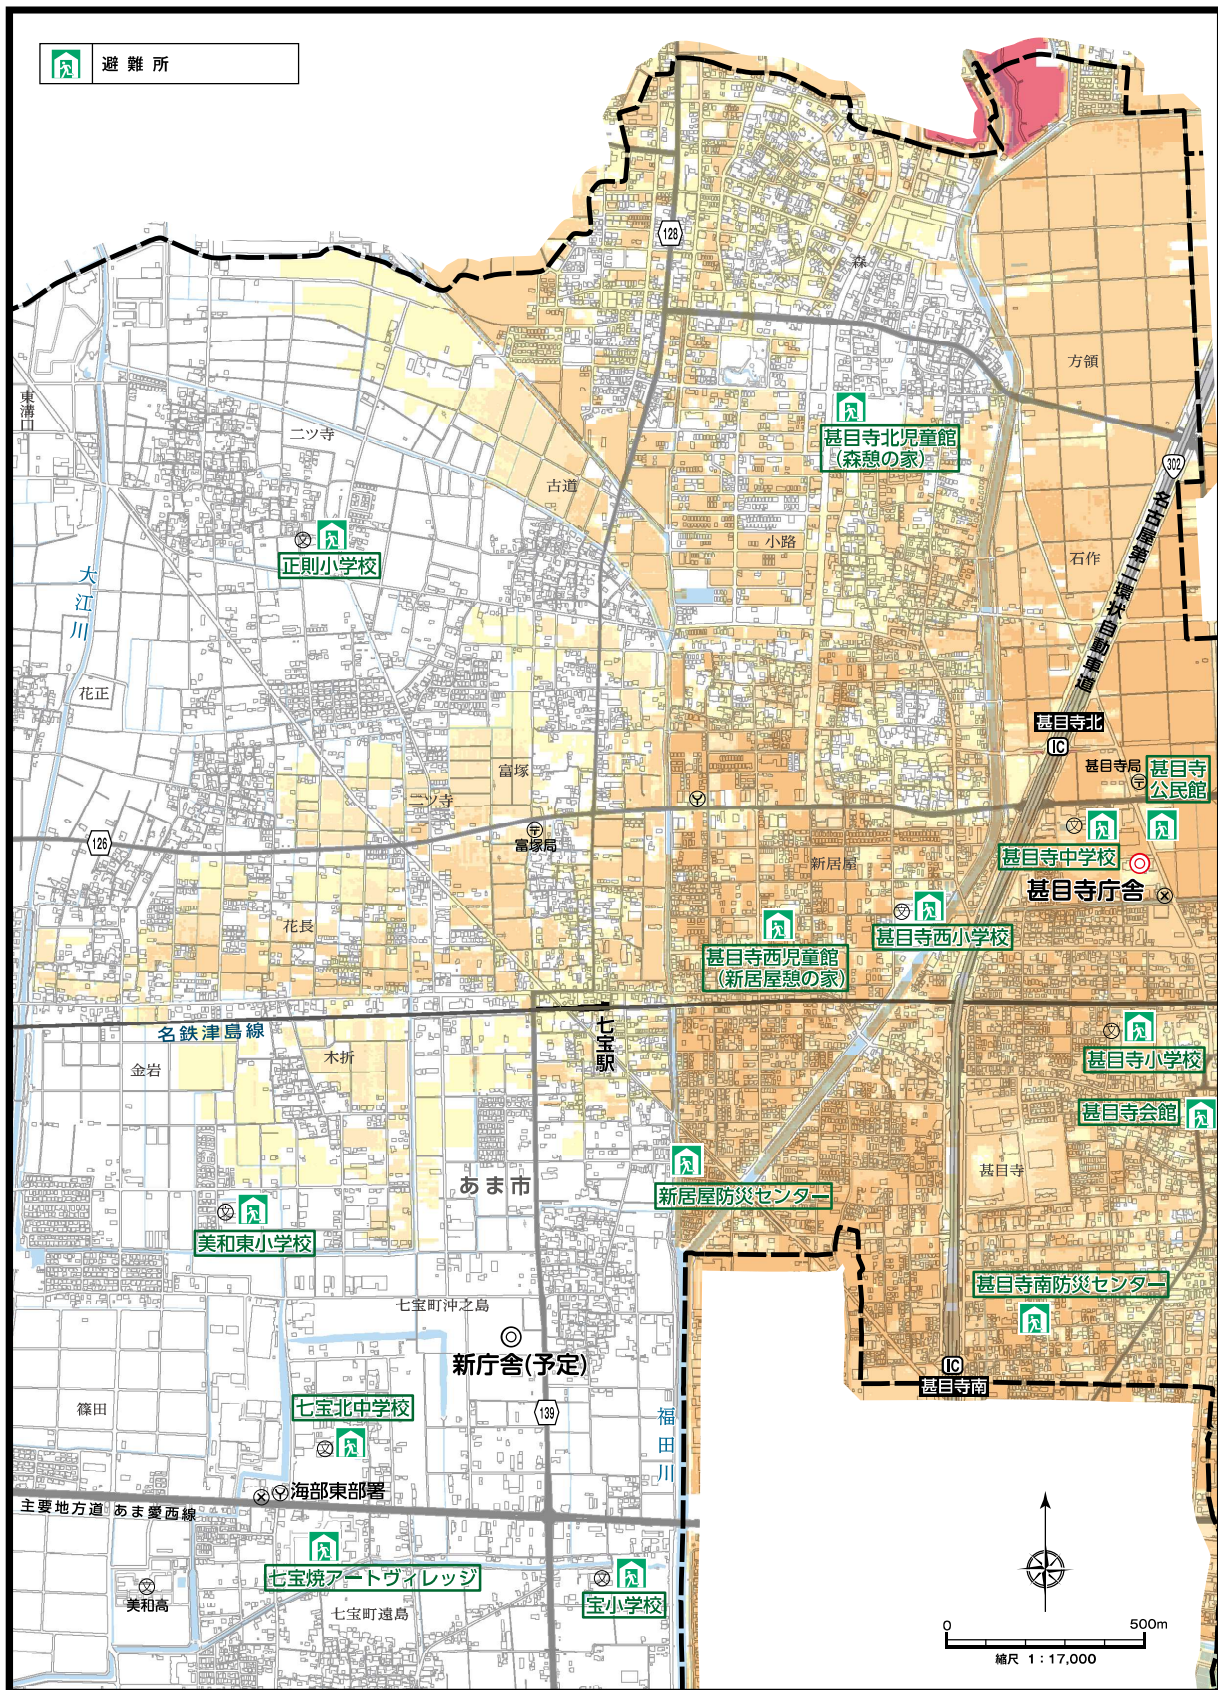 避難所
128
森
方領
東溝口
二ツ寺
甚目寺北児童館
(森憩の家)
302
名古屋第二環状自動車道
古道
小路
石作
正則小学校
大江川
花正
甚目寺北
IC
甚目寺局
甚目寺
公民館
富塚
二ツ寺
126
富塚局
新居屋
甚目寺中学校
甚目寺庁舎
花長
甚目寺西小学校
甚目寺西児童館
(新居屋憩の家)
名鉄津島線
七宝駅
木折
金岩
甚目寺小学校
甚目寺会館
甚目寺
あま市
新居屋防災センター
美和東小学校
甚目寺南防災センター
七宝町沖之島
新庁舎(予定)
IC
甚目寺南
七宝北中学校
篠田
139
福田川
海部東部署
主要地方道 あま愛西線
七宝焼アートヴィレッジ
宝小学校
美和高
七宝町遠島
0 500m
縮尺 1:17,000